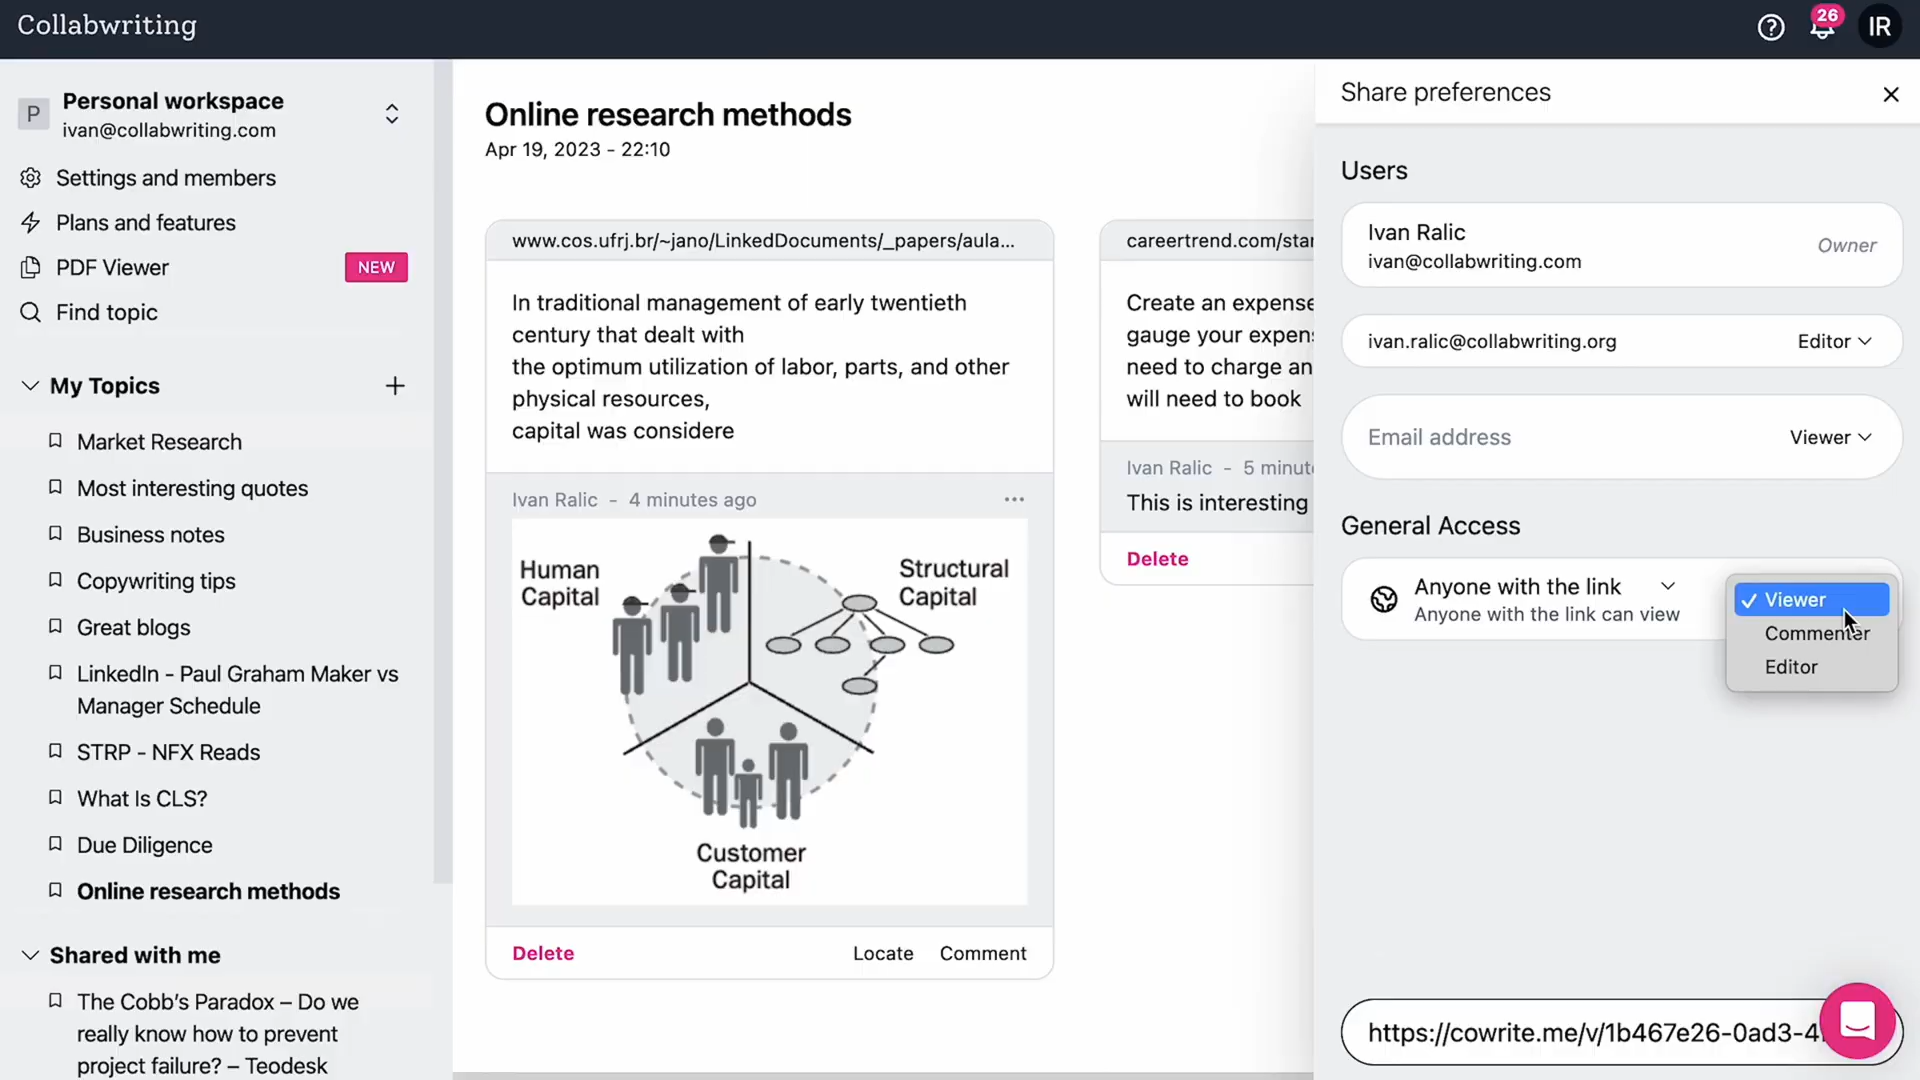 Collabwriting
26
IR
P
Personal workspace
ivan@collabwriting.com
Settings and members
Plans and features
PDF Viewer
NEW
Find topic
My Topics
Market Research
Most interesting quotes
Business notes
Copywriting tips
Great blogs
LinkedIn - Paul Graham Maker vs
Manager Schedule
STRP - NFX Reads
What Is CLS?
Due Diligence
Online research methods
Shared with me
The Cobb's Paradox – Do we
really know how to prevent
project failure? – Teodesk
Online research methods
Apr 19, 2023 - 22:10
www.cos.ufrj.br/~jano/LinkedDocuments/_papers/aula...
In traditional management of early twentieth
century that dealt with
the optimum utilization of labor, parts, and other
physical resources,
capital was considere
Ivan Ralic - 4 minutes ago
Human
Capital
Structural
Capital
Customer
Capital
Delete
Locate
Comment
careertrend.com/star
Create an expense
gauge your expen
need to charge an
will need to book
Ivan Ralic - 5 minut
This is interesting
Delete
Share preferences
Users
Ivan Ralic
ivan@collabwriting.com
Owner
ivan.ralic@collabwriting.org
Editor
Email address
Viewer
General Access
Anyone with the link
Anyone with the link can view
Viewer
Commenter
Editor
https://cowrite.me/v/1b467e26-0ad3-4